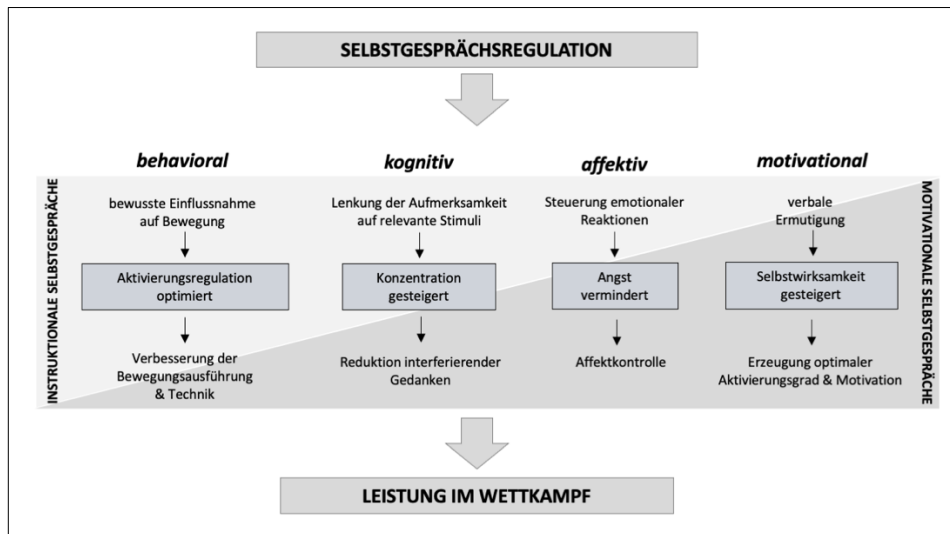 SELBSTGESPRÄCHSREGULATION
behavioral
kognitiv
affektiv
motivational
INSTRUKTIONALE SELBSTGESPRÄCHE
bewusste Einflussnahme
auf Bewegung
Aktivierungsregulation
optimiert
Verbesserung der
Bewegungsausführung
& Technik
Lenkung der Aufmerksamkeit
auf relevante Stimuli
Konzentration
gesteigert
Reduktion interferierender
Gedanken
Steuerung emotionaler
Reaktionen
Angst
vermindert
Affektkontrolle
verbale
Ermutigung
Selbstwirksamkeit
gesteigert
Erzeugung optimaler
Aktivierungsgrad & Motivation
MOTIVATIONALE SELBSTGESPRÄCHE
LEISTUNG IM WETTKAMPF